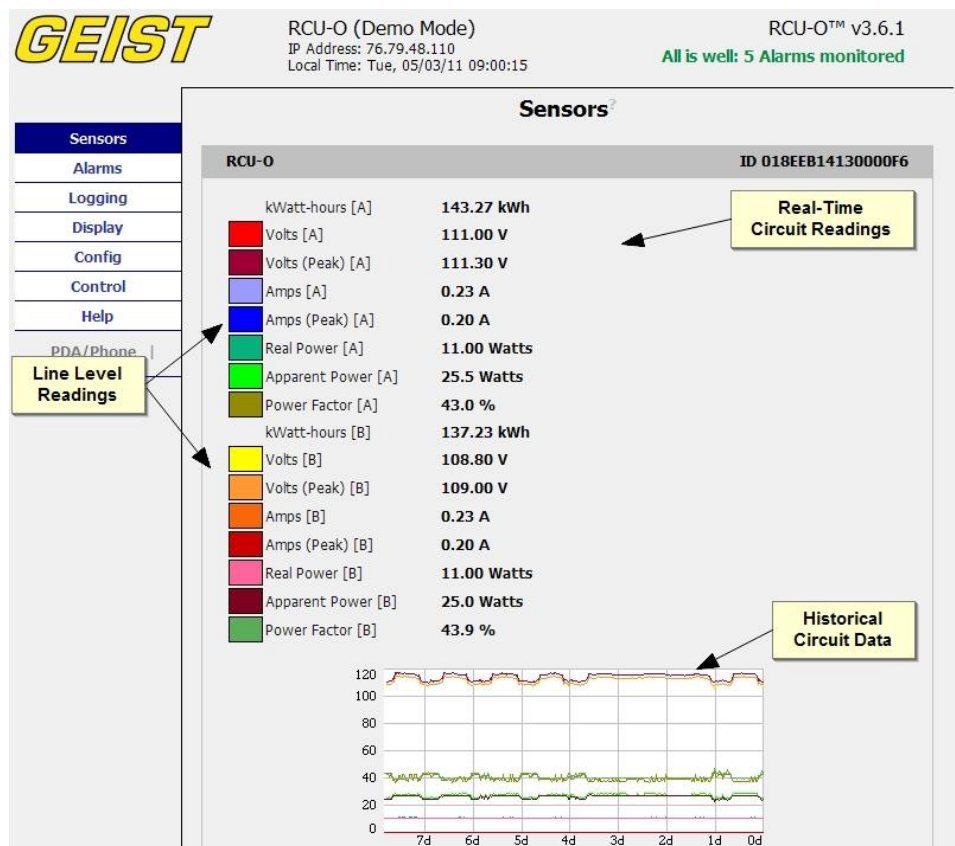 GEIST
RCU-O (Demo Mode)
IP Address: 76.79.48.110
Local Time: Tue, 05/03/11 09:00:15
RCU-O™ v3.6.1
All is well: 5 Alarms monitored
Sensors?
Sensors
Alarms
Logging
Display
Config
Control
Help
PDA/Phone |
Line Level
Readings
RCU-O ID 018EEB14130000F6
Real-Time
Circuit Readings
kWatt-hours [A] 143.27 kWh
Volts [A] 111.00 V
Volts (Peak) [A] 111.30 V
Amps [A] 0.23 A
Amps (Peak) [A] 0.20 A
Real Power [A] 11.00 Watts
Apparent Power [A] 25.5 Watts
Power Factor [A] 43.0 %
kWatt-hours [B] 137.23 kWh
Volts [B] 108.80 V
Volts (Peak) [B] 109.00 V
Amps [B] 0.23 A
Amps (Peak) [B] 0.20 A
Real Power [B] 11.00 Watts
Apparent Power [B] 25.0 Watts
Power Factor [B] 43.9 %
Historical
Circuit Data
120
100
80
60
40
20
0
7d 6d 5d 4d 3d 2d 1d 0d